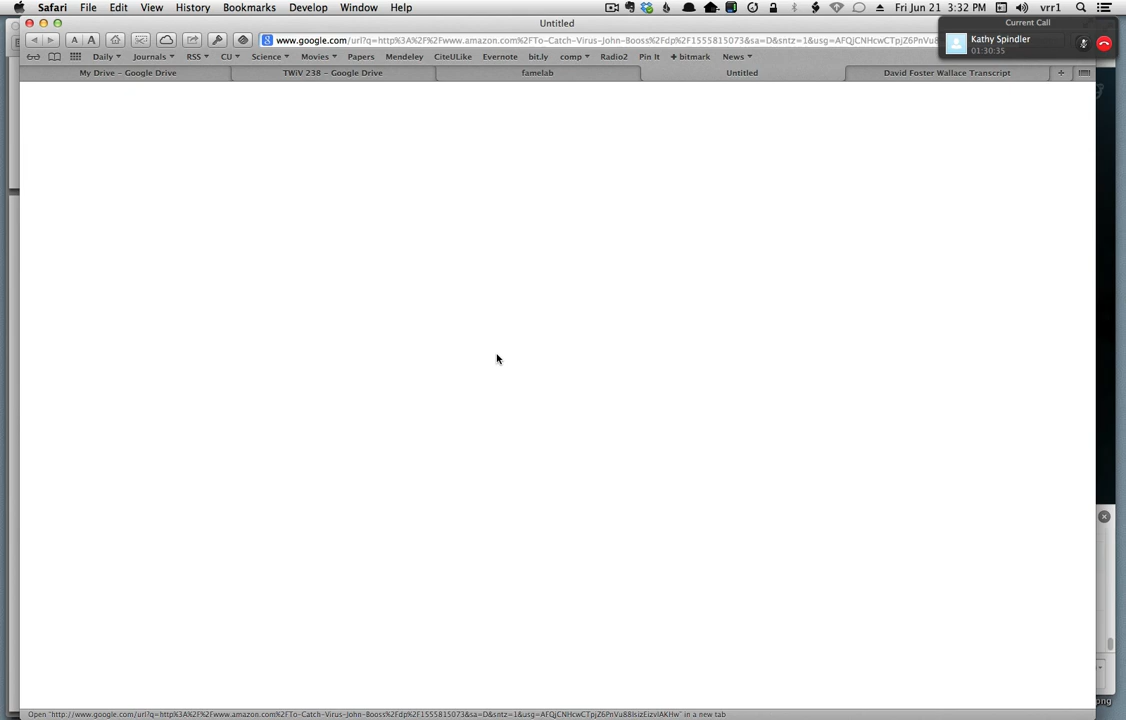 Safari File Edit View History Bookmarks Develop Window Help Fri Jun 21 3:32 PM vrr1
Untitled
Current Call
Kathy Spindler
01:30:35
www.google.com/url?q=http%3A%2F%2Fwww.amazon.com%2FTo-Catch-Virus-John-Booss%2Fdp%2F1555815073&sa=D&sntz=1&usg=AFQjCNHcwCTpjZ6PnVu8
Daily Journals RSS CU Science Movies Papers Mendeley CiteULike Evernote bit.ly comp Radio2 Pin It + bitmark News
My Drive - Google Drive TWiV 238 - Google Drive famelab Untitled David Foster Wallace Transcript +
.png
Open "http://www.google.com/url?q=http%3A%2F%2Fwww.amazon.com%2FTo-Catch-Virus-John-Booss%2Fdp%2F1555815073&sa=D&sntz=1&usg=AFQjCNHcwCTpjZ6PnVu88IsizEizvIAKHw" in a new tab